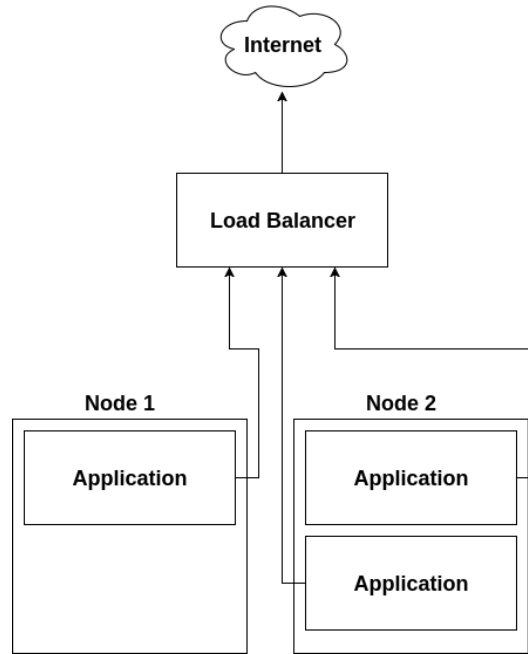 Internet
Load Balancer
Node 1
Node 2
Application
Application
Application